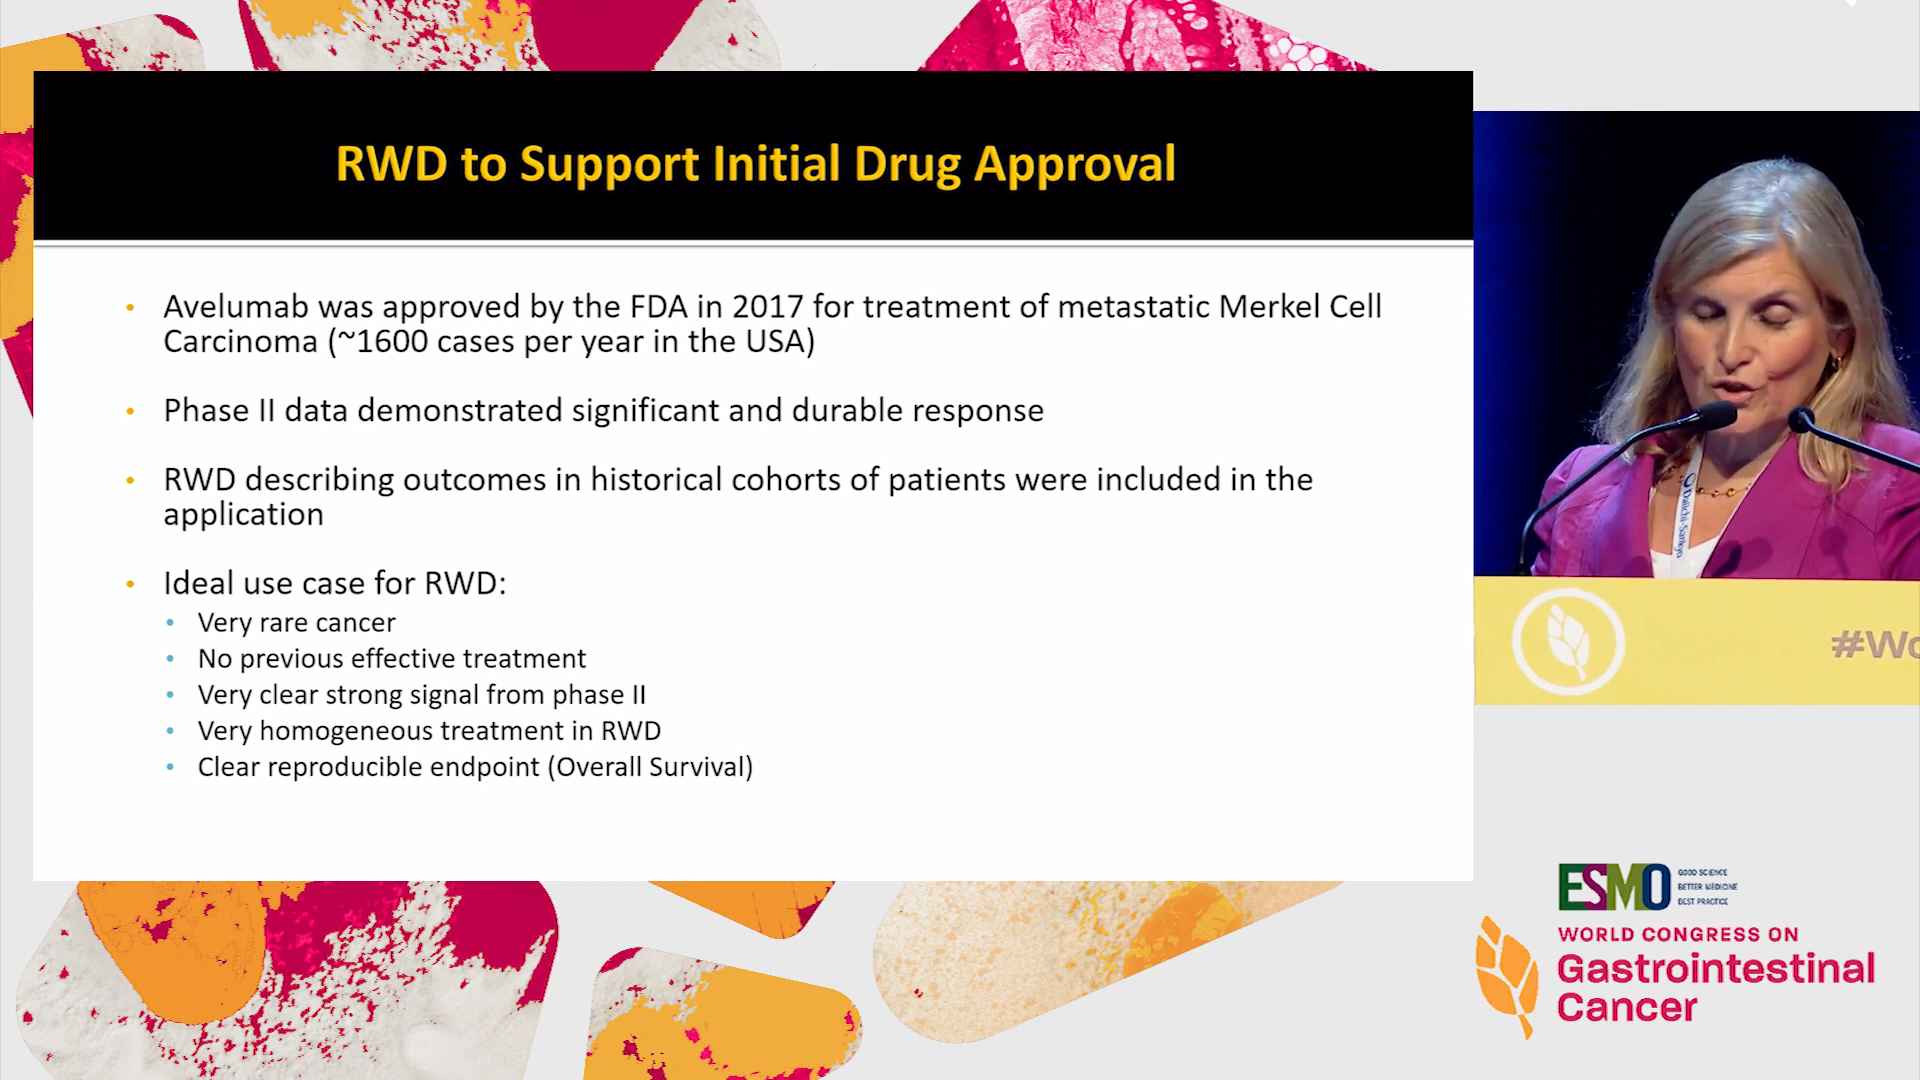 RWD to Support Initial Drug Approval
• Avelumab was approved by the FDA in 2017 for treatment of metastatic Merkel Cell
Carcinoma (~1600 cases per year in the USA)
• Phase II data demonstrated significant and durable response
• RWD describing outcomes in historical cohorts of patients were included in the
application
• Ideal use case for RWD:
• Very rare cancer
• No previous effective treatment
• Very clear strong signal from phase II
• Very homogeneous treatment in RWD
• Clear reproducible endpoint (Overall Survival)
Daiichi-Sankyo
#Wo
ESMO
GOOD SCIENCE
BETTER MEDICINE
BEST PRACTICE
WORLD CONGRESS ON
Gastrointestinal
Cancer